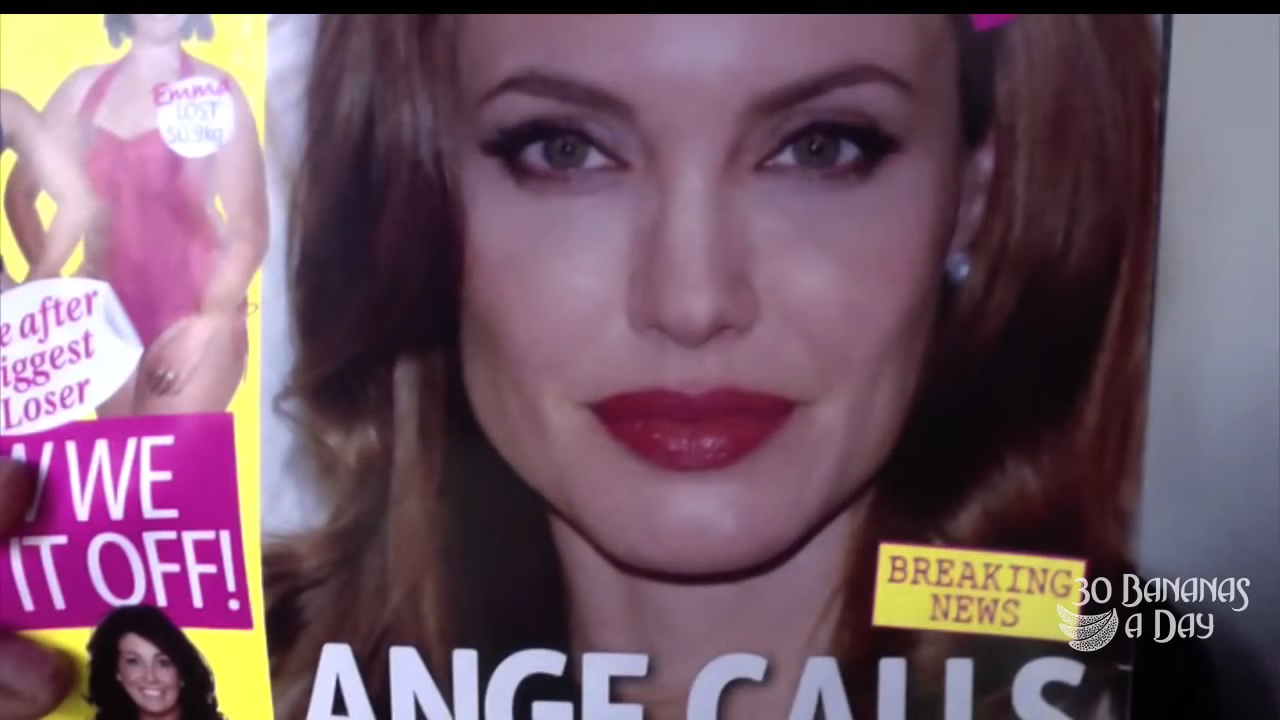 Emma
LOST
50.9kg
e after
iggest
Loser
W WE
IT OFF!
BREAKING
NEWS
30 BANANAS
A DAY
ANGE CALLS